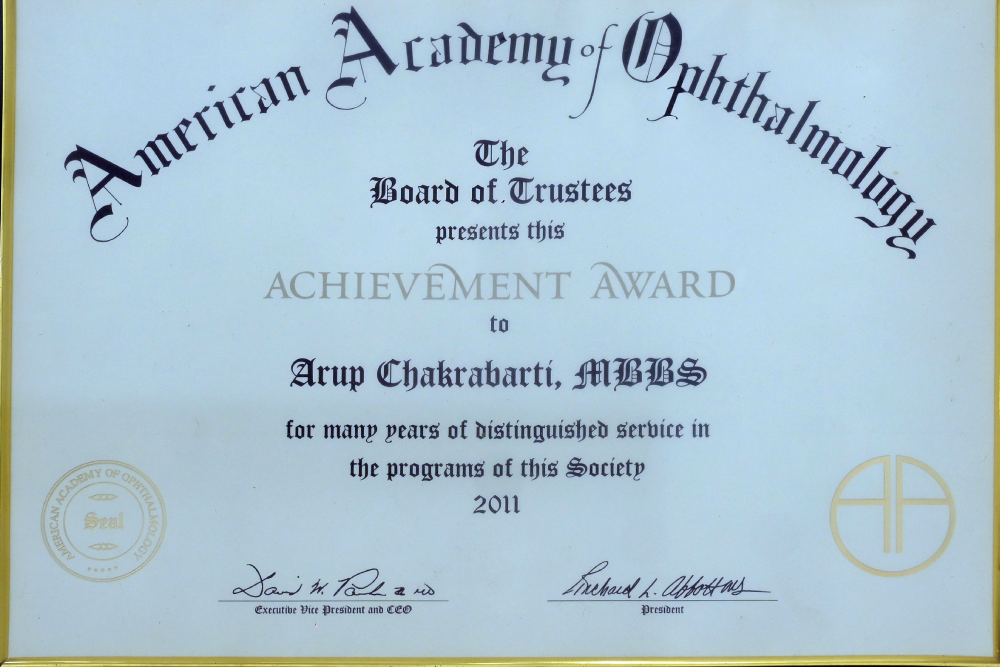 American Academy of Ophthalmology
The
Board of Trustees
presents this
ACHIEVEMENT AWARD
to
Arup Chakrabarti, MBBS
for many years of distinguished service in
the programs of this Society
2011
AMERICAN ACADEMY OF OPHTHALMOLOGY
Seal
Executive Vice President and CEO
Richard L. Abbott
President